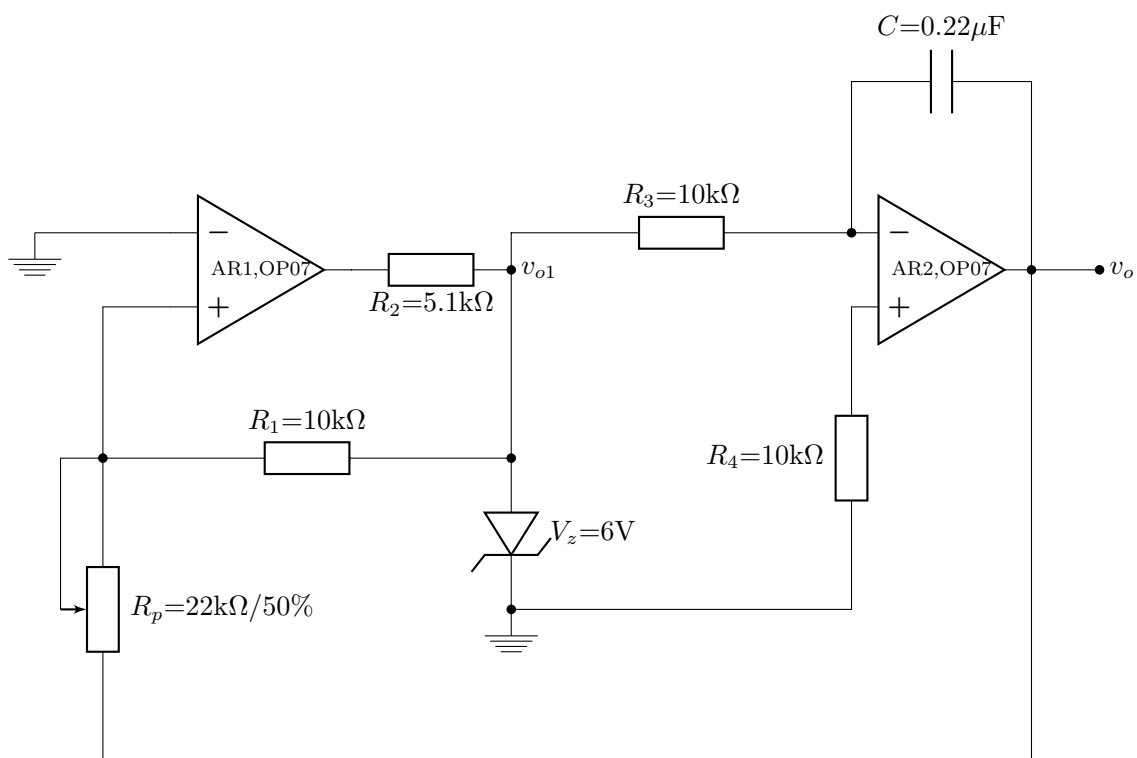 C=0.22μF
R₃=10kΩ
−
AR1,OP07
+
R₂=5.1kΩ
vₒ₁
−
AR2,OP07
+
vₒ
R₁=10kΩ
R₄=10kΩ
V_z=6V
Rₚ=22kΩ/50%